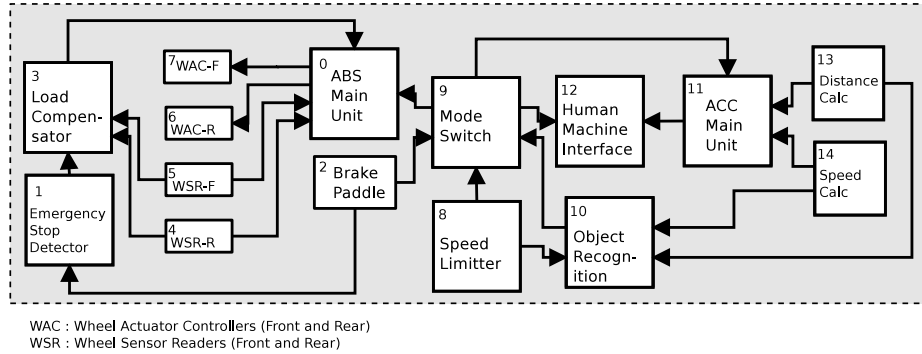 3
Load
Compen-
sator
7
WAC-F
0
ABS
Main
Unit
6
WAC-R
5
WSR-F
4
WSR-R
1
Emergency
Stop
Detector
2
Brake
Paddle
9
Mode
Switch
12
Human
Machine
Interface
11
ACC
Main
Unit
13
Distance
Calc
14
Speed
Calc
8
Speed
Limitter
10
Object
Recogn-
ition
WAC : Wheel Actuator Controllers (Front and Rear)
WSR : Wheel Sensor Readers (Front and Rear)